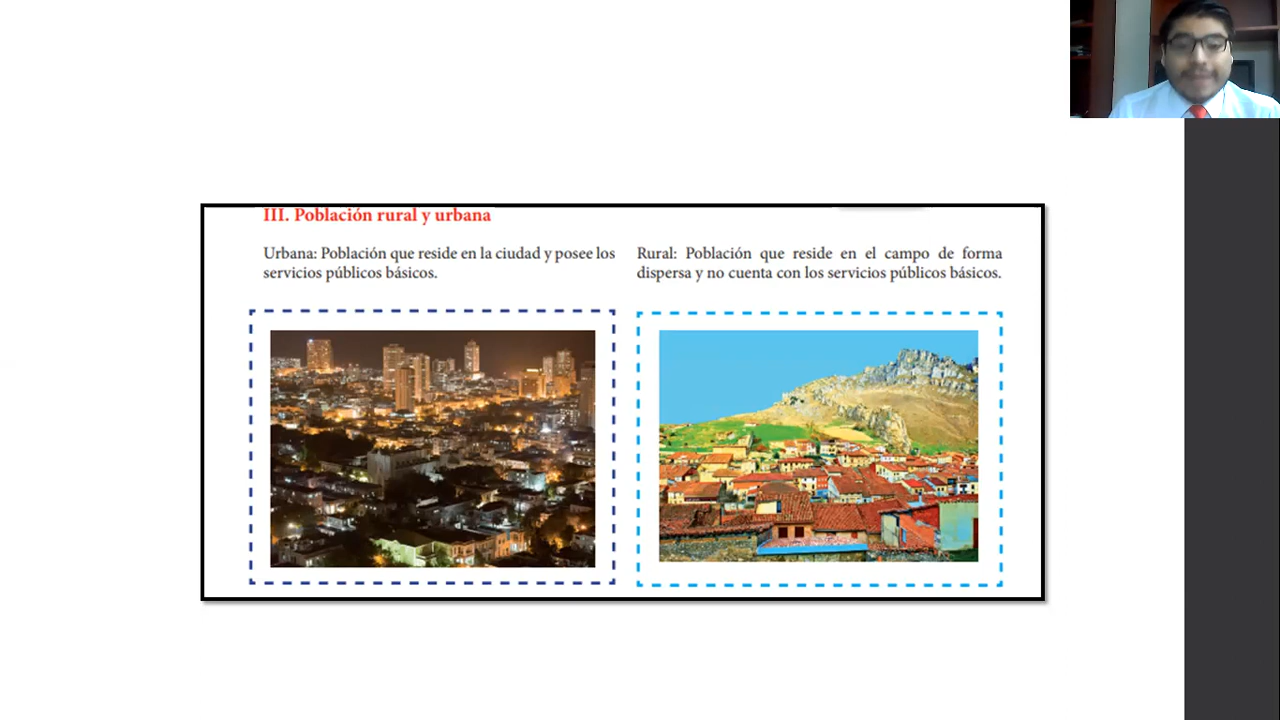 III. Población rural y urbana
Urbana: Población que reside en la ciudad y posee los
servicios públicos básicos.
Rural: Población que reside en el campo de forma
dispersa y no cuenta con los servicios públicos básicos.